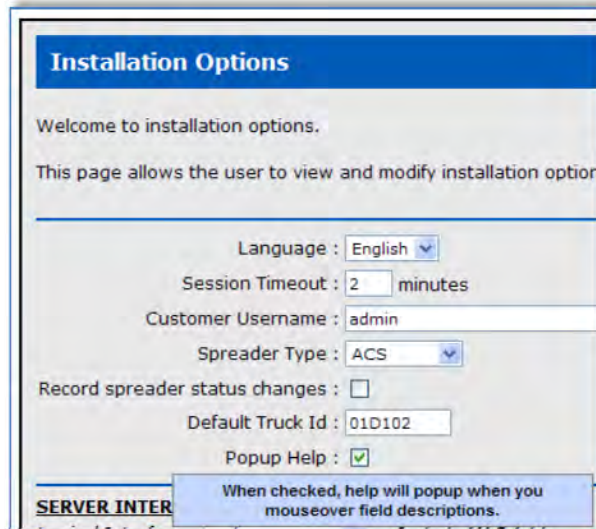 Installation Options
Welcome to installation options.
This page allows the user to view and modify installation option
Language : English
Session Timeout : 2 minutes
Customer Username : admin
Spreader Type : ACS
Record spreader status changes :
Default Truck Id : 01D102
Popup Help :
When checked, help will popup when you
mouseover field descriptions.
SERVER INTER